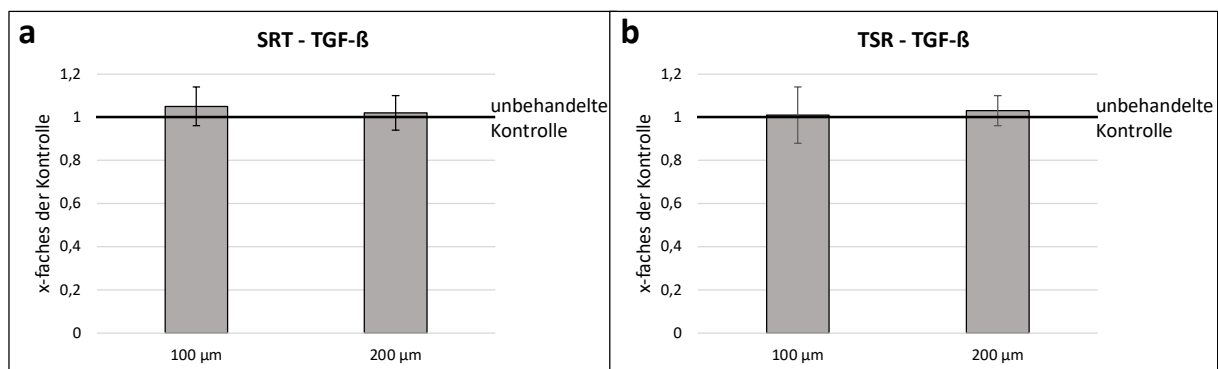 a
SRT - TGF-ß
x-faches der Kontrolle
1,2
1
0,8
0,6
0,4
0,2
0
unbehandelte
Kontrolle
100 µm
200 µm
b
TSR - TGF-ß
x-faches der Kontrolle
1,2
1
0,8
0,6
0,4
0,2
0
unbehandelte
Kontrolle
100 µm
200 µm